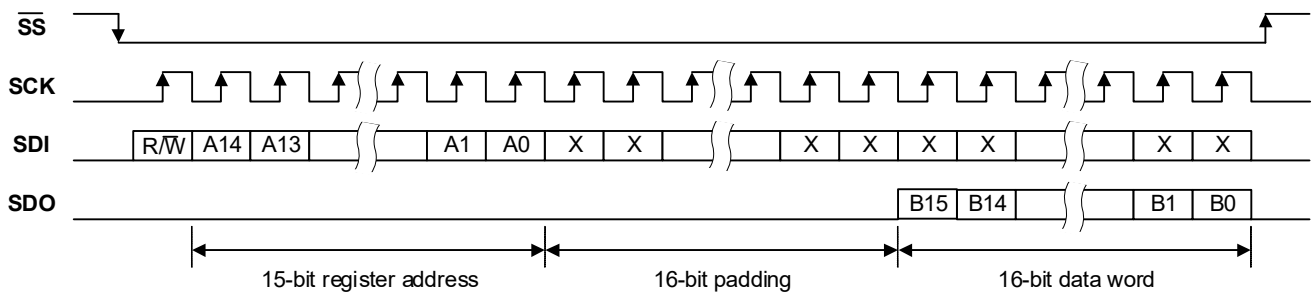 SS
SCK
SDI R/W A14 A13 A1 A0 X X X X X X X X
SDO B15 B14 B1 B0
15-bit register address 16-bit padding 16-bit data word